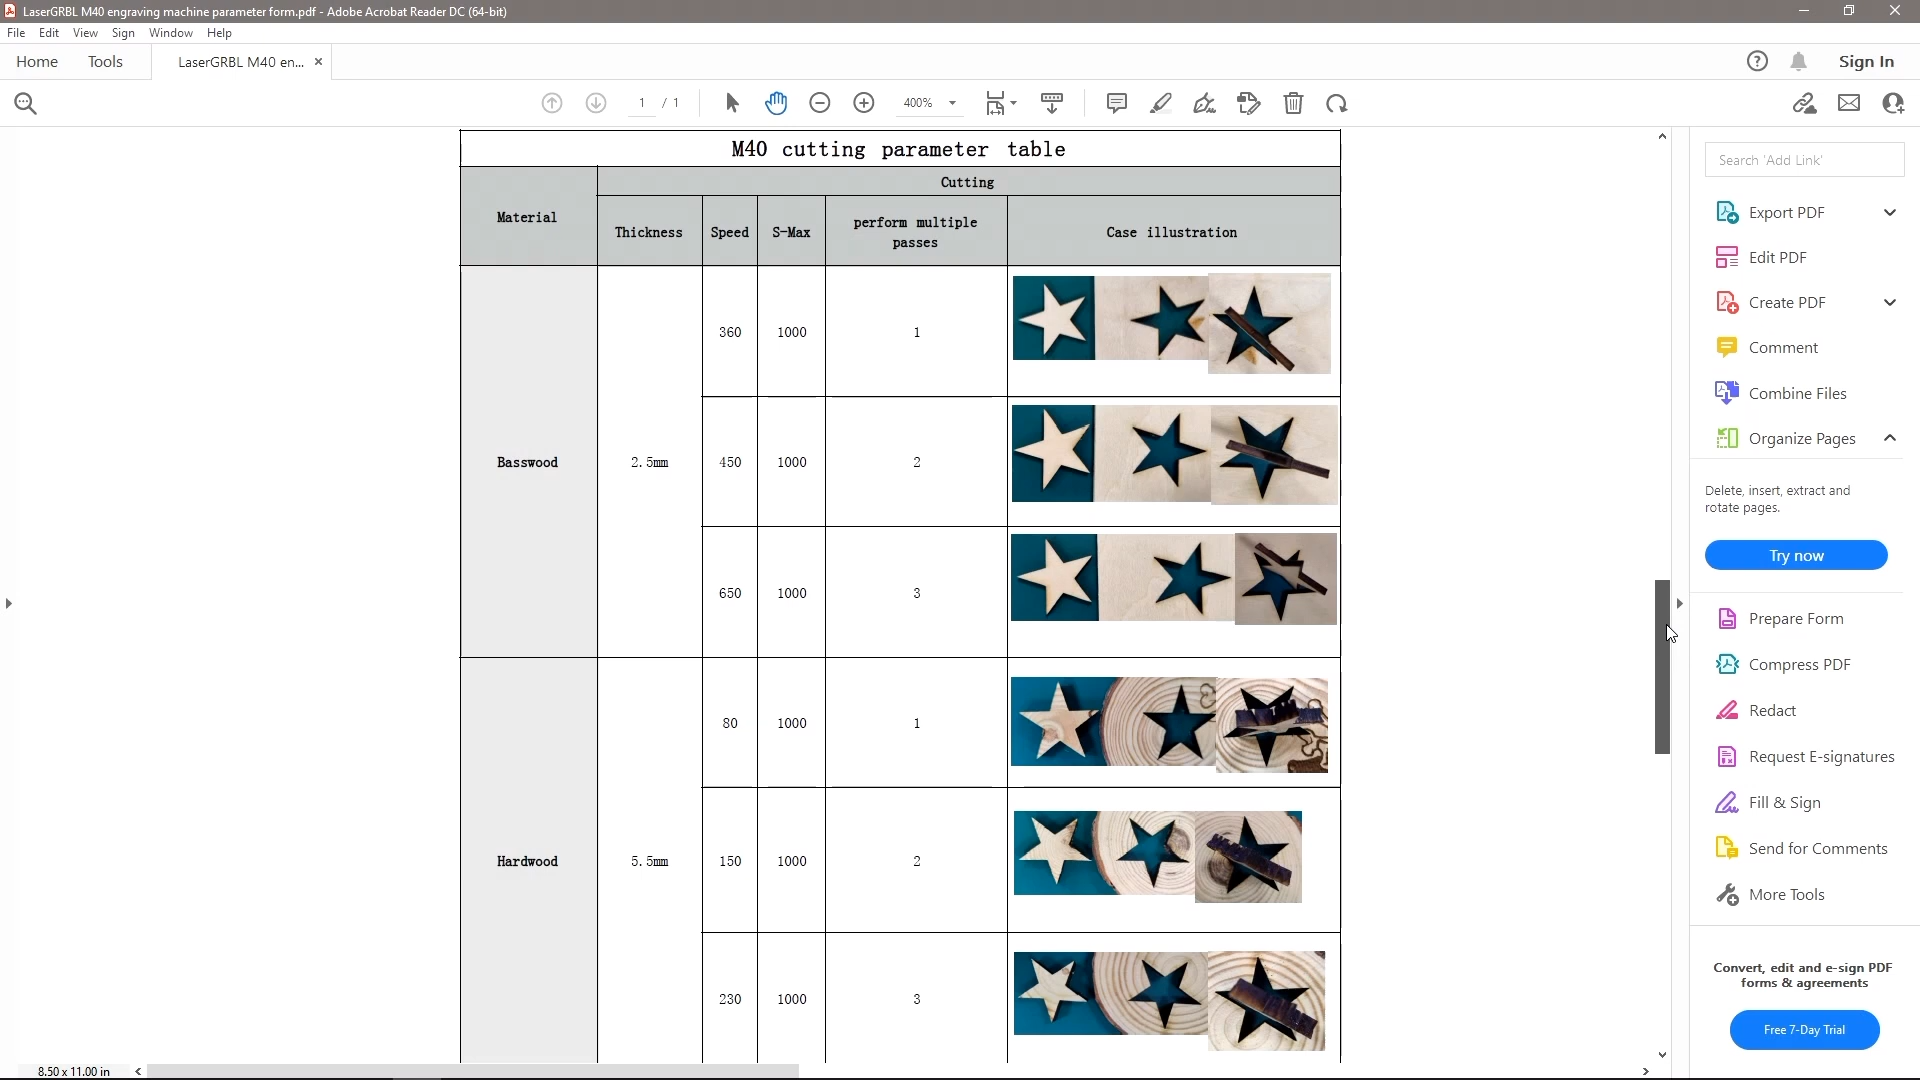 LaserGRBL M40 engraving machine parameter form.pdf - Adobe Acrobat Reader DC (64-bit)
File Edit View Sign Window Help
Home Tools LaserGRBL M40 en... Sign In
1 / 1 400%
M40 cutting parameter table
Material Cutting
Thickness Speed S-Max perform multiple passes Case illustration
Basswood 2.5mm 360 1000 1
450 1000 2
650 1000 3
Hardwood 5.5mm 80 1000 1
150 1000 2
230 1000 3
Search 'Add Link'
Export PDF
Edit PDF
Create PDF
Comment
Combine Files
Organize Pages
Delete, insert, extract and
rotate pages.
Try now
Prepare Form
Compress PDF
Redact
Request E-signatures
Fill & Sign
Send for Comments
More Tools
Convert, edit and e-sign PDF
forms & agreements
Free 7-Day Trial
8.50 x 11.00 in